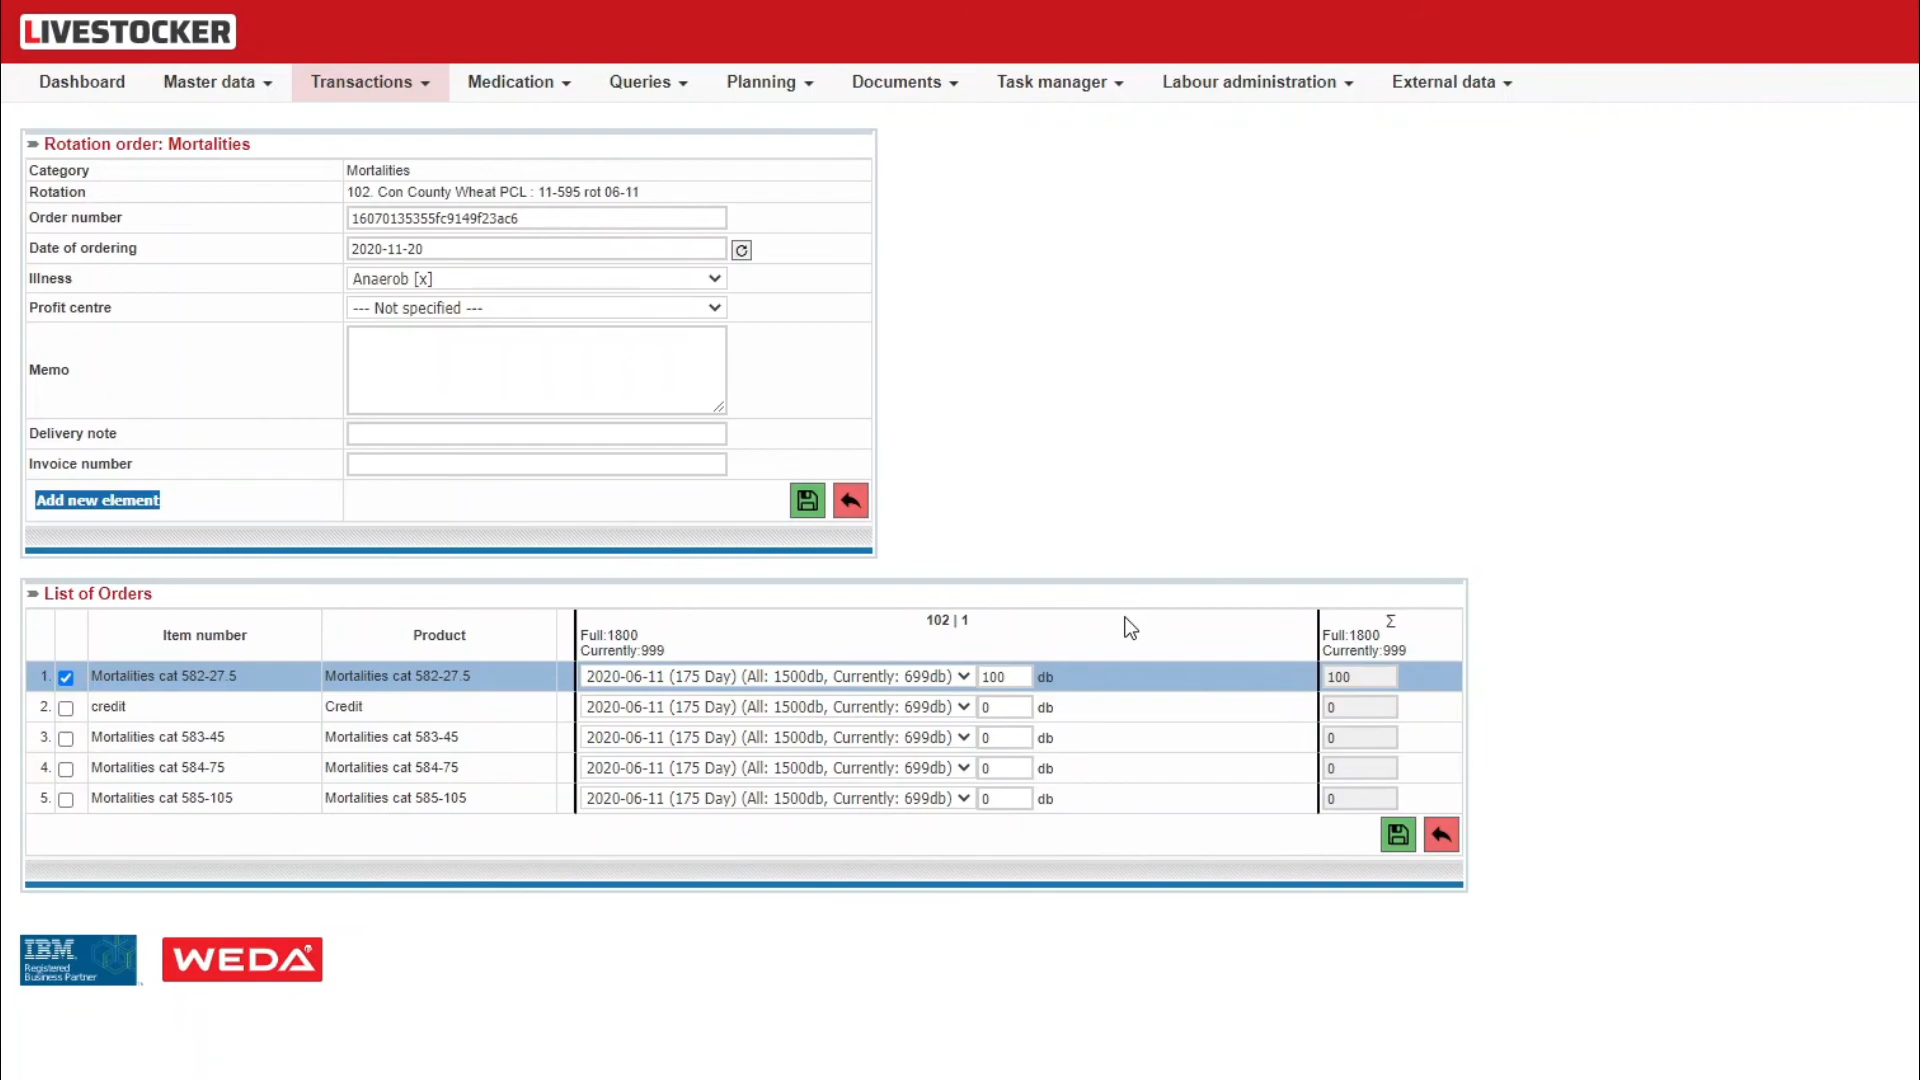 LIVESTOCKER
Dashboard Master data Transactions Medication Queries Planning Documents Task manager Labour administration External data
Rotation order: Mortalities
Category Mortalities
Rotation 102. Con County Wheat PCL : 11-595 rot 06-11
Order number 16070135355fc9149f23ac6
Date of ordering 2020-11-20
Illness Anaerob [x]
Profit centre --- Not specified ---
Memo
Delivery note
Invoice number
Add new element
List of Orders
Item number Product 102 | 1 Σ
Full:1800 Full:1800
Currently:999 Currently:999
1. Mortalities cat 582-27.5 Mortalities cat 582-27.5 2020-06-11 (175 Day) (All: 1500db, Currently: 699db) 100 db 100
2. credit Credit 2020-06-11 (175 Day) (All: 1500db, Currently: 699db) 0 db 0
3. Mortalities cat 583-45 Mortalities cat 583-45 2020-06-11 (175 Day) (All: 1500db, Currently: 699db) 0 db 0
4. Mortalities cat 584-75 Mortalities cat 584-75 2020-06-11 (175 Day) (All: 1500db, Currently: 699db) 0 db 0
5. Mortalities cat 585-105 Mortalities cat 585-105 2020-06-11 (175 Day) (All: 1500db, Currently: 699db) 0 db 0
IBM
Registered
Business Partner
WEDA